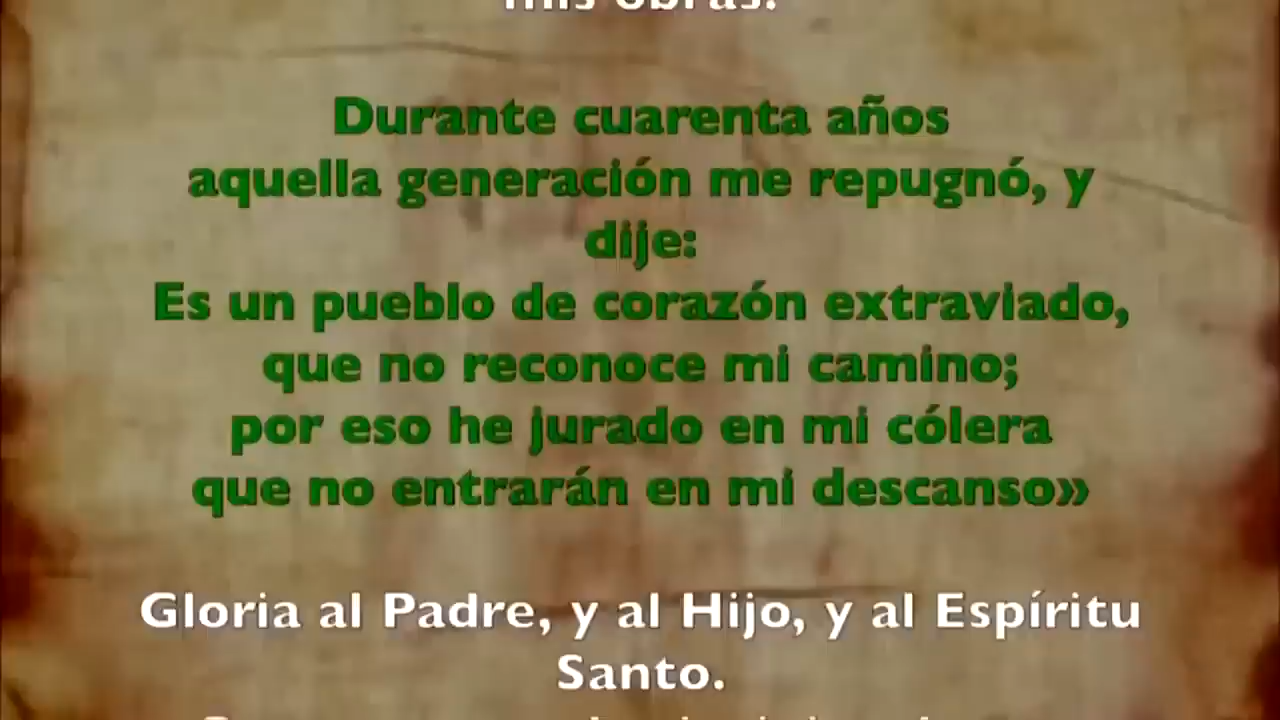 mis obras.
Durante cuarenta años
aquella generación me repugnó, y
dije:
Es un pueblo de corazón extraviado,
que no reconoce mi camino;
por eso he jurado en mi cólera
que no entrarán en mi descanso»
Gloria al Padre, y al Hijo, y al Espíritu
Santo.